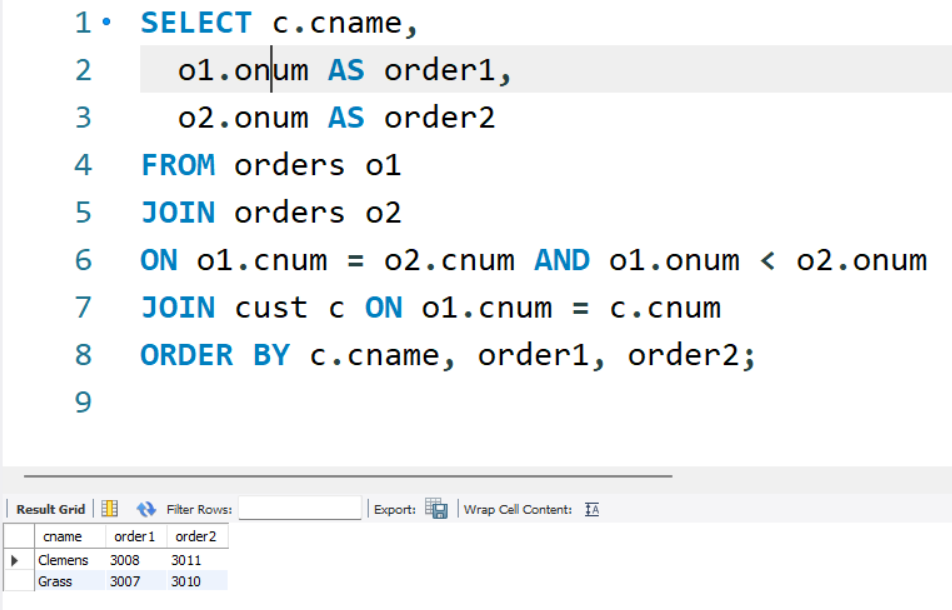 1 SELECT c.cname,
2 o1.onum AS order1,
3 o2.onum AS order2
4 FROM orders o1
5 JOIN orders o2
6 ON o1.cnum = o2.cnum AND o1.onum < o2.onum
7 JOIN cust c ON o1.cnum = c.cnum
8 ORDER BY c.cname, order1, order2;
9
Result Grid Filter Rows: Export: Wrap Cell Content: IA
cname order1 order2
Clemens 3008 3011
Grass 3007 3010